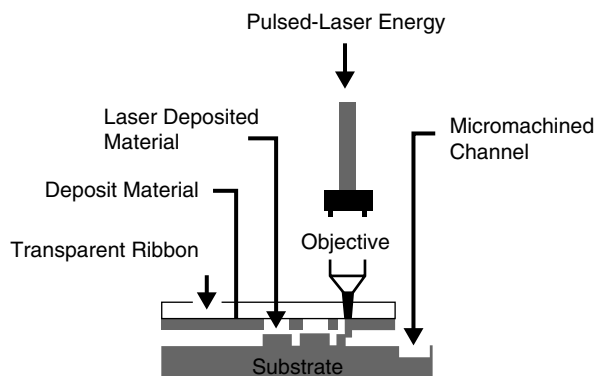 Pulsed-Laser Energy
Laser Deposited
Material
Micromachined
Channel
Deposit Material
Transparent Ribbon
Objective
Substrate